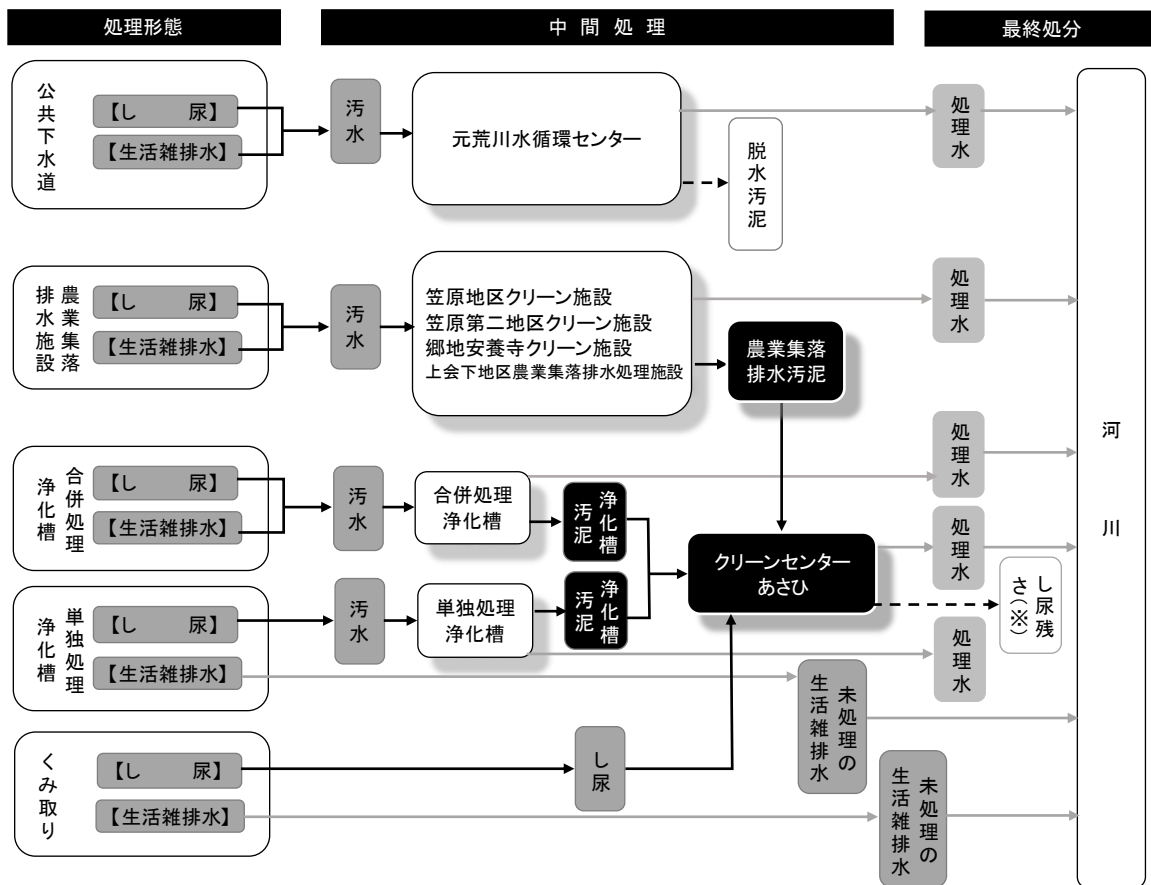 処理形態
中間処理
最終処分
公共下水道
【し　　尿】
【生活雑排水】
汚水
元荒川水循環センター
脱水汚泥
処理水
農業集落
排水施設
【し　　尿】
【生活雑排水】
汚水
笠原地区クリーン施設
笠原第二地区クリーン施設
郷地安養寺クリーン施設
上会下地区農業集落排水処理施設
農業集落
排水汚泥
処理水
合併処理
浄化槽
【し　　尿】
【生活雑排水】
汚水
合併処理
浄化槽
浄化槽
汚泥
処理水
クリーンセンター
あさひ
処理水
し尿残
さ(※)
単独処理
浄化槽
【し　　尿】
【生活雑排水】
汚水
単独処理
浄化槽
浄化槽
汚泥
処理水
未処理の
生活雑排水
くみ取り
【し　　尿】
【生活雑排水】
し尿
未処理の
生活雑排水
河川